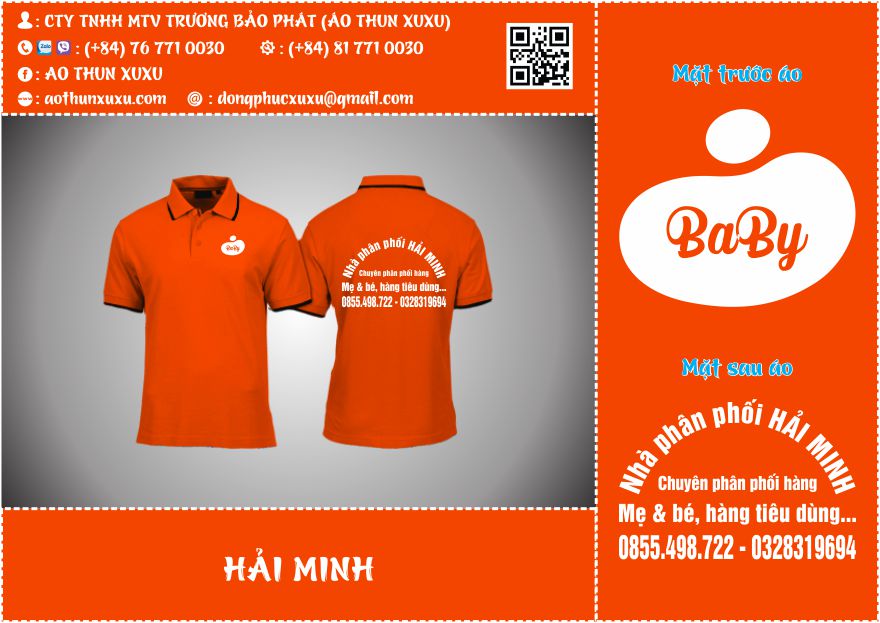 : CTY TNHH MTV TRƯƠNG BẢO PHÁT (ÁO THUN XUXU)
Zalo : (+84) 76 771 0030 : (+84) 81 771 0030
: AO THUN XUXU
www : aothunxuxu.com @ : dongphucxuxu@gmail.com
Mặt trước áo
BaBy
BaBy
Nhà phân phối HẢI MINH
Chuyên phân phối hàng
Mẹ & bé, hàng tiêu dùng...
0855.498.722 - 0328319694
Mặt sau áo
Nhà phân phối HẢI MINH
Chuyên phân phối hàng
Mẹ & bé, hàng tiêu dùng...
0855.498.722 - 0328319694
HẢI MINH